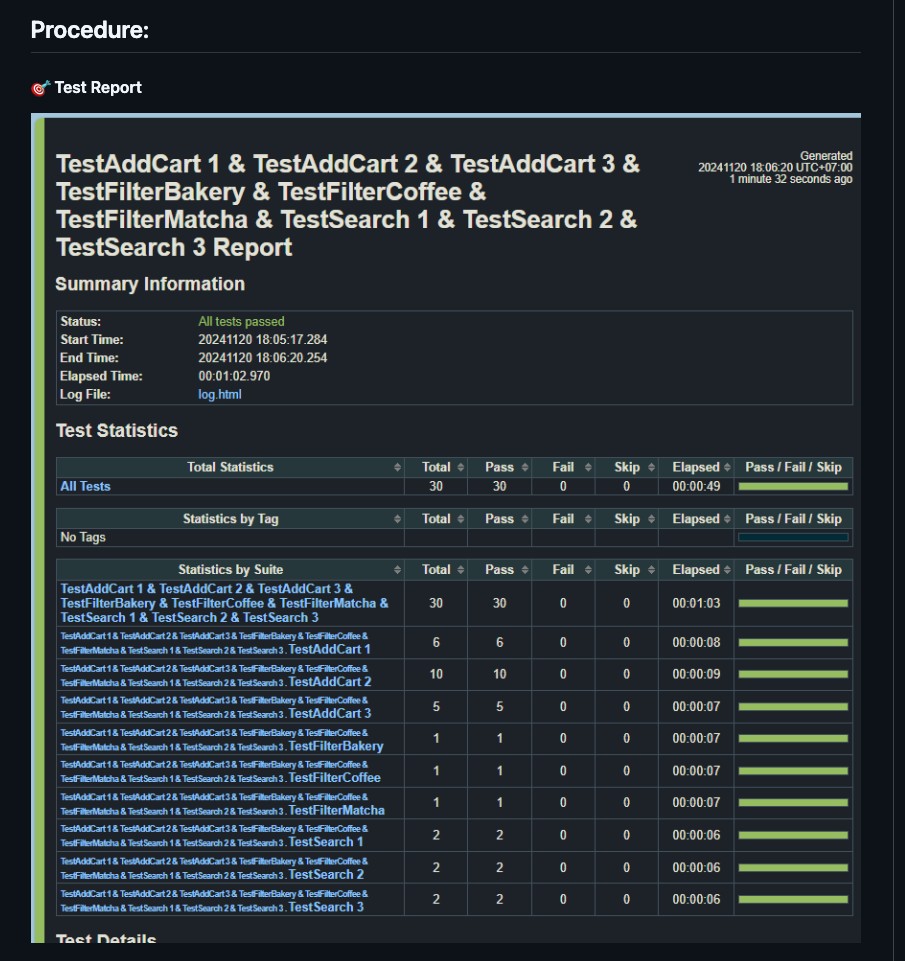 Procedure:
🎯 Test Report
TestAddCart 1 & TestAddCart 2 & TestAddCart 3 &
TestFilterBakery & TestFilterCoffee &
TestFilterMatcha & TestSearch 1 & TestSearch 2 &
TestSearch 3 Report
Generated
20241120 18:06:20 UTC+07:00
1 minute 32 seconds ago
Summary Information
Status: All tests passed
Start Time: 20241120 18:05:17.284
End Time: 20241120 18:06:20.254
Elapsed Time: 00:01:02.970
Log File: log.html
Test Statistics
Total Statistics Total Pass Fail Skip Elapsed Pass / Fail / Skip
All Tests 30 30 0 0 00:00:49
Statistics by Tag Total Pass Fail Skip Elapsed Pass / Fail / Skip
No Tags
Statistics by Suite Total Pass Fail Skip Elapsed Pass / Fail / Skip
TestAddCart 1 & TestAddCart 2 & TestAddCart 3 &
TestFilterBakery & TestFilterCoffee & TestFilterMatcha &
TestSearch 1 & TestSearch 2 & TestSearch 3
30 30 0 0 00:01:03
TestAddCart 1 & TestAddCart 2 & TestAddCart 3 & TestFilterBakery & TestFilterCoffee &
TestFilterMatcha & TestSearch 1 & TestSearch 2 & TestSearch 3 . TestAddCart 1
6 6 0 0 00:00:08
TestAddCart 1 & TestAddCart 2 & TestAddCart 3 & TestFilterBakery & TestFilterCoffee &
TestFilterMatcha & TestSearch 1 & TestSearch 2 & TestSearch 3 . TestAddCart 2
10 10 0 0 00:00:09
TestAddCart 1 & TestAddCart 2 & TestAddCart 3 & TestFilterBakery & TestFilterCoffee &
TestFilterMatcha & TestSearch 1 & TestSearch 2 & TestSearch 3 . TestAddCart 3
5 5 0 0 00:00:07
TestAddCart 1 & TestAddCart 2 & TestAddCart 3 & TestFilterBakery & TestFilterCoffee &
TestFilterMatcha & TestSearch 1 & TestSearch 2 & TestSearch 3 . TestFilterBakery
1 1 0 0 00:00:07
TestAddCart 1 & TestAddCart 2 & TestAddCart 3 & TestFilterBakery & TestFilterCoffee &
TestFilterMatcha & TestSearch 1 & TestSearch 2 & TestSearch 3 . TestFilterCoffee
1 1 0 0 00:00:07
TestAddCart 1 & TestAddCart 2 & TestAddCart 3 & TestFilterBakery & TestFilterCoffee &
TestFilterMatcha & TestSearch 1 & TestSearch 2 & TestSearch 3 . TestFilterMatcha
1 1 0 0 00:00:07
TestAddCart 1 & TestAddCart 2 & TestAddCart 3 & TestFilterBakery & TestFilterCoffee &
TestFilterMatcha & TestSearch 1 & TestSearch 2 & TestSearch 3 . TestSearch 1
2 2 0 0 00:00:06
TestAddCart 1 & TestAddCart 2 & TestAddCart 3 & TestFilterBakery & TestFilterCoffee &
TestFilterMatcha & TestSearch 1 & TestSearch 2 & TestSearch 3 . TestSearch 2
2 2 0 0 00:00:06
TestAddCart 1 & TestAddCart 2 & TestAddCart 3 & TestFilterBakery & TestFilterCoffee &
TestFilterMatcha & TestSearch 1 & TestSearch 2 & TestSearch 3 . TestSearch 3
2 2 0 0 00:00:06
Test Details